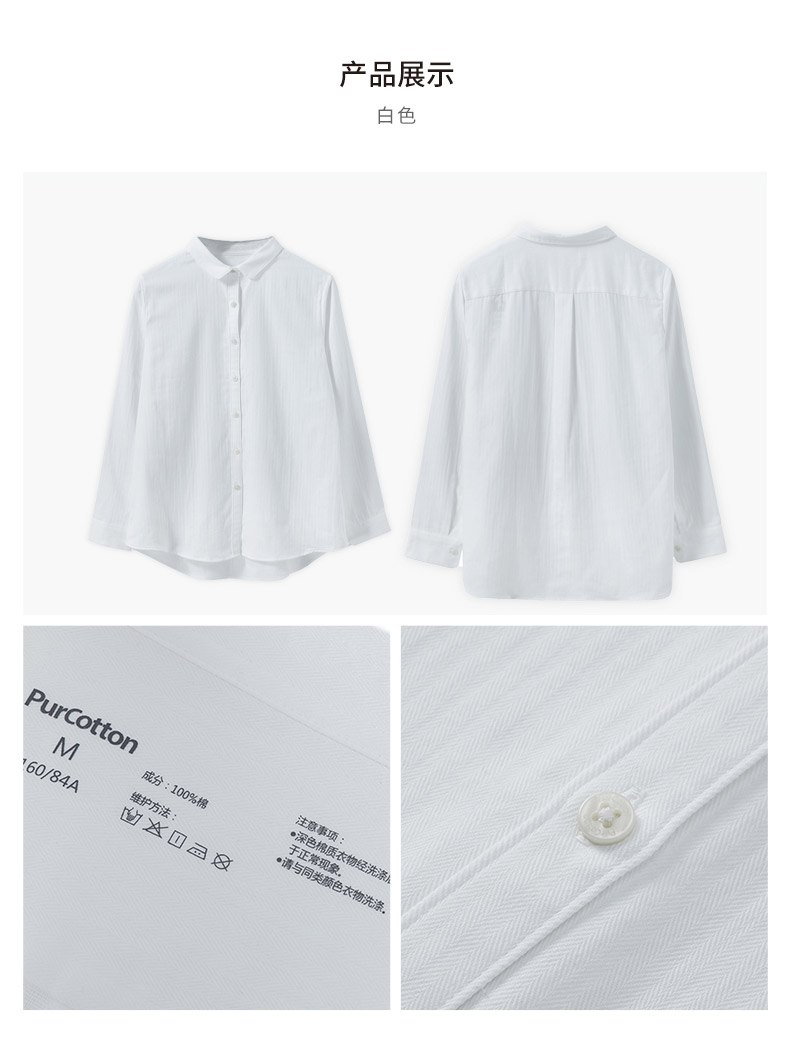 产品展示
白色
PurCotton
M
160/84A
成分：100%棉
维护方法：
注意事项：
●深色棉质衣物经洗涤
于正常现象。
●请与同类颜色衣物洗涤。